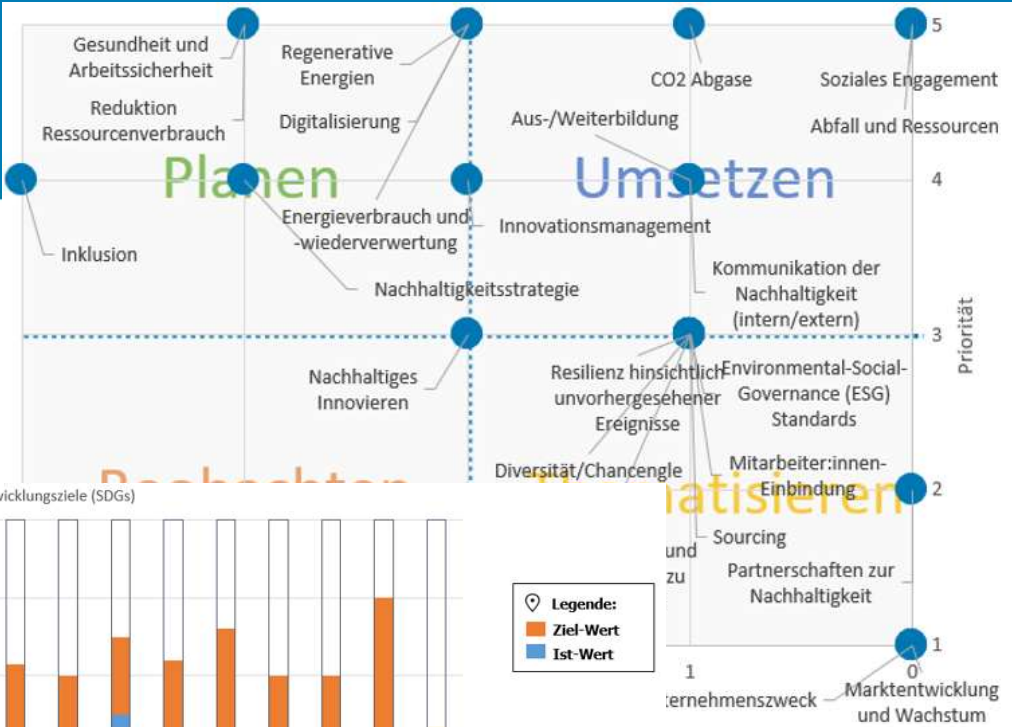 5
Gesundheit und
Arbeitssicherheit
Regenerative
Energien
CO2 Abgase
Soziales Engagement
Reduktion
Ressourcenverbrauch
Digitalisierung
Aus-/Weiterbildung
Abfall und Ressourcen
Planen
Umsetzen
4
Energieverbrauch und
-wiederverwertung
Innovationsmanagement
Inklusion
Nachhaltigkeitsstrategie
Kommunikation der
Nachhaltigkeit
(intern/extern)
3
Priorität
Nachhaltiges
Innovieren
Resilienz hinsichtlich
unvorhergesehener
Ereignisse
Environmental-Social-
Governance (ESG)
Standards
Diversität/Chancengle
Mitarbeiter:innen-
Einbindung
Beobachten
atisieren
2
wicklungsziele (SDGs)
Sourcing
und
zu
Partnerschaften zur
Nachhaltigkeit
Legende:
Ziel-Wert
Ist-Wert
1
1
0
ternehmenszweck
Marktentwicklung
und Wachstum